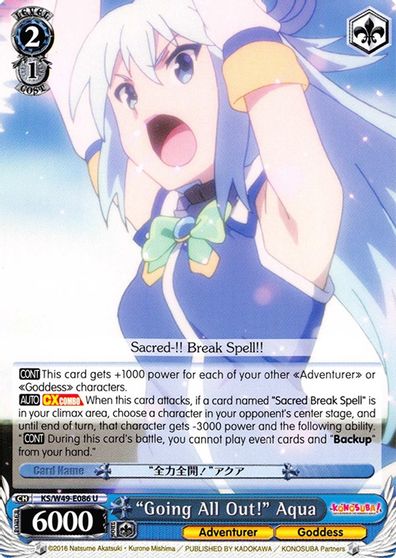 LEVEL
2
1
COST
Sacred-!! Break Spell!!
CONT This card gets +1000 power for each of your other «Adventurer» or
«Goddess» characters.
AUTO CXCOMBO When this card attacks, if a card named "Sacred Break Spell" is
in your climax area, choose a character in your opponent's center stage, and
until end of turn, that character gets -3000 power and the following ability.
"CONT During this card's battle, you cannot play event cards and "Backup"
from your hand."
Card Name "全力全開！"アクア
CH KS/W49-E086 U
POWER 6000 SOUL "Going All Out!" Aqua KONOSUBA!
Adventurer Goddess
©2016 Natsume Akatsuki・Kurone Mishima / PUBLISHED BY KADOKAWA / KONOSUBA Partners